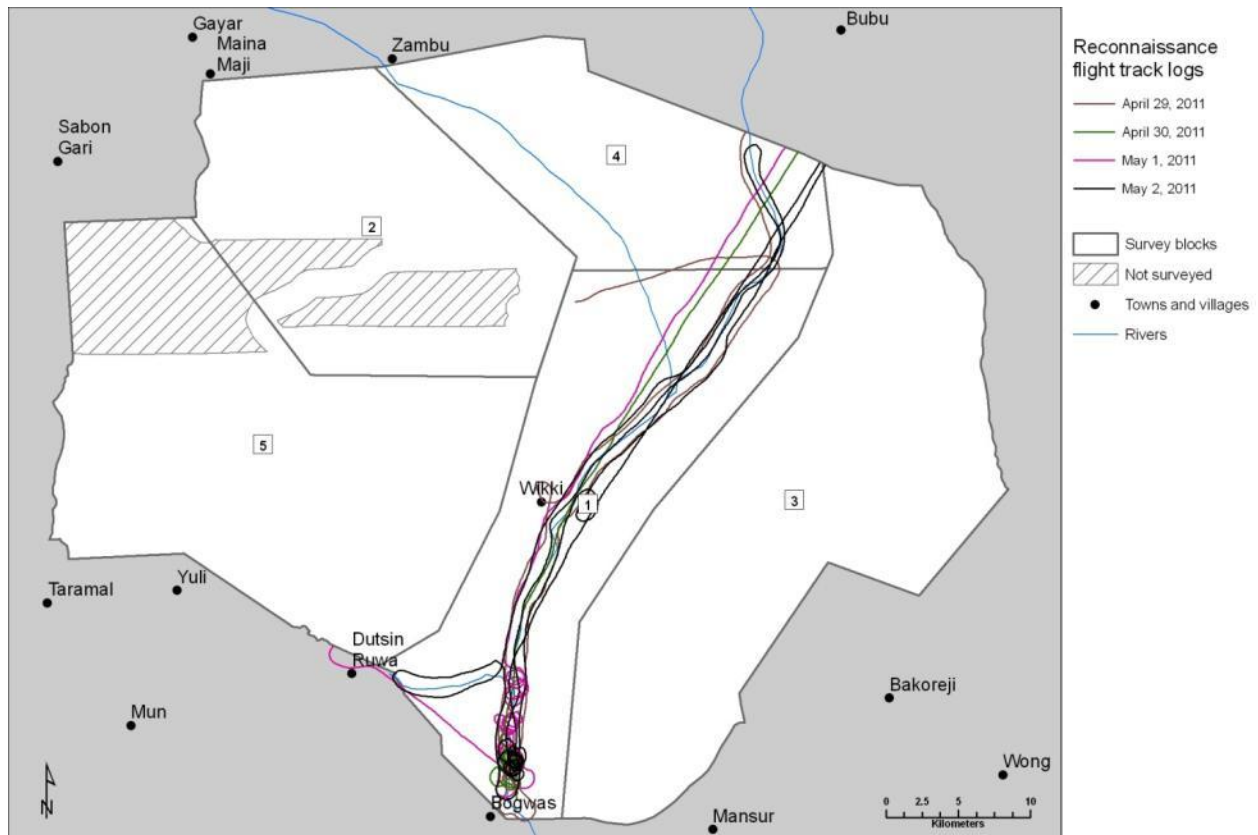 Gayar
Maina
Maji
Zambu
Bubu
Sabon
Gari
4
2
5
Wikki
1
3
Taramal
Yuli
Dutsin
Ruwa
Mun
Bakoreji
Wong
Bogwas
Mansur
N
0 2.5 5 10
Kilometers
Reconnaissance
flight track logs
April 29, 2011
April 30, 2011
May 1, 2011
May 2, 2011
Survey blocks
Not surveyed
Towns and villages
Rivers